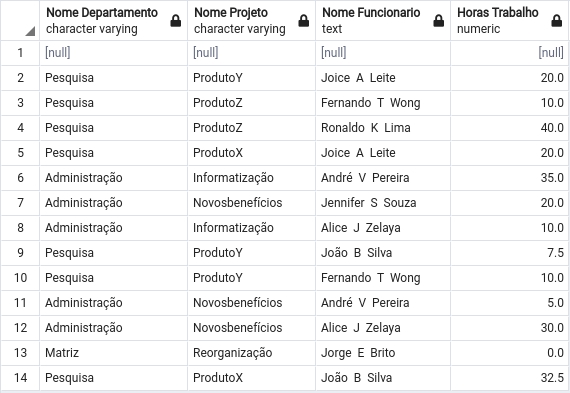 Nome Departamento Nome Projeto Nome Funcionario Horas Trabalho
character varying character varying text numeric
1 [null] [null] [null] [null]
2 Pesquisa ProdutoY Joice A Leite 20.0
3 Pesquisa ProdutoZ Fernando T Wong 10.0
4 Pesquisa ProdutoZ Ronaldo K Lima 40.0
5 Pesquisa ProdutoX Joice A Leite 20.0
6 Administração Informatização André V Pereira 35.0
7 Administração Novosbenefícios Jennifer S Souza 20.0
8 Administração Informatização Alice J Zelaya 10.0
9 Pesquisa ProdutoY João B Silva 7.5
10 Pesquisa ProdutoY Fernando T Wong 10.0
11 Administração Novosbenefícios André V Pereira 5.0
12 Administração Novosbenefícios Alice J Zelaya 30.0
13 Matriz Reorganização Jorge E Brito 0.0
14 Pesquisa ProdutoX João B Silva 32.5